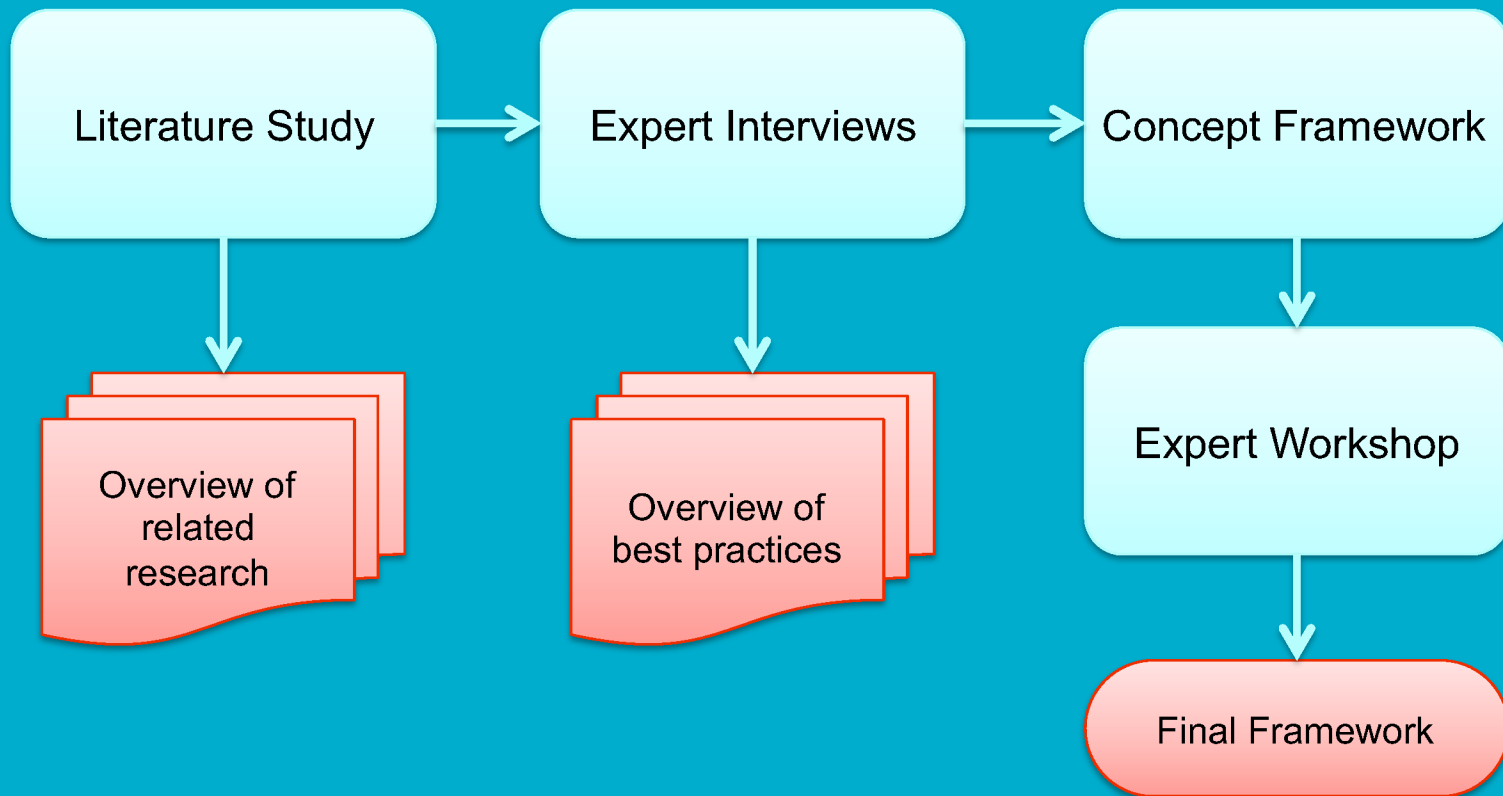 Literature Study
Expert Interviews
Concept Framework
Overview of
related
research
Overview of
best practices
Expert Workshop
Final Framework